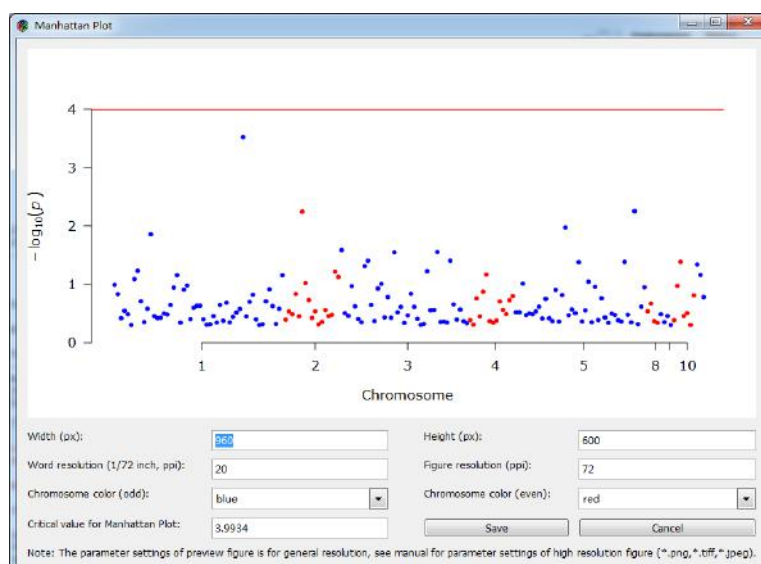 Manhattan Plot
4
3
2
1
0
− log10(p)
1 2 3 4 5 8 10
Chromosome
Width (px): 960 Height (px): 600
Word resolution (1/72 inch, ppi): 20 Figure resolution (ppi): 72
Chromosome color (odd): blue Chromosome color (even): red
Critical value for Manhattan Plot: 3.9934 Save Cancel
Note: The parameter settings of preview figure is for general resolution, see manual for parameter settings of high resolution figure (*.png,*.tiff,*.jpeg).